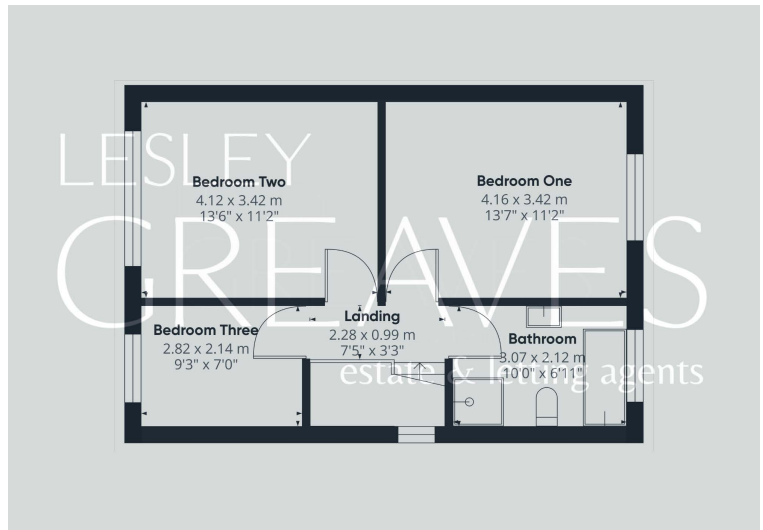 LESLEY
GREAVES
estate & letting agents
Bedroom Two
4.12 x 3.42 m
13'6" x 11'2"
Bedroom One
4.16 x 3.42 m
13'7" x 11'2"
Bedroom Three
2.82 x 2.14 m
9'3" x 7'0"
Landing
2.28 x 0.99 m
7'5" x 3'3"
Bathroom
3.07 x 2.12 m
10'0" x 6'11"